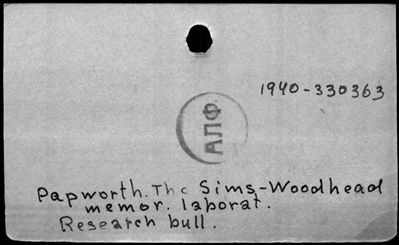 1940-330363
АПФ
Papworth. The Sims-Woodhead
memor. laborat.
Research bull.